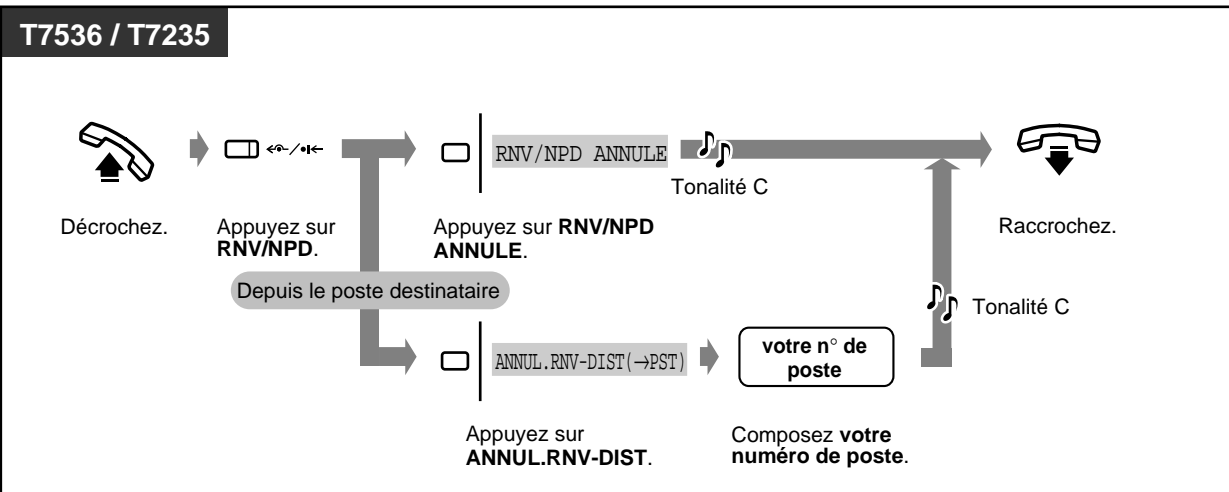 T7536 / T7235
RNV/NPD ANNULE
Tonalité C
Décrochez.
Appuyez sur
RNV/NPD.
Appuyez sur RNV/NPD
ANNULE.
Raccrochez.
Depuis le poste destinataire
Tonalité C
ANNUL.RNV-DIST(→PST)
votre n° de
poste
Appuyez sur
ANNUL.RNV-DIST.
Composez votre
numéro de poste.